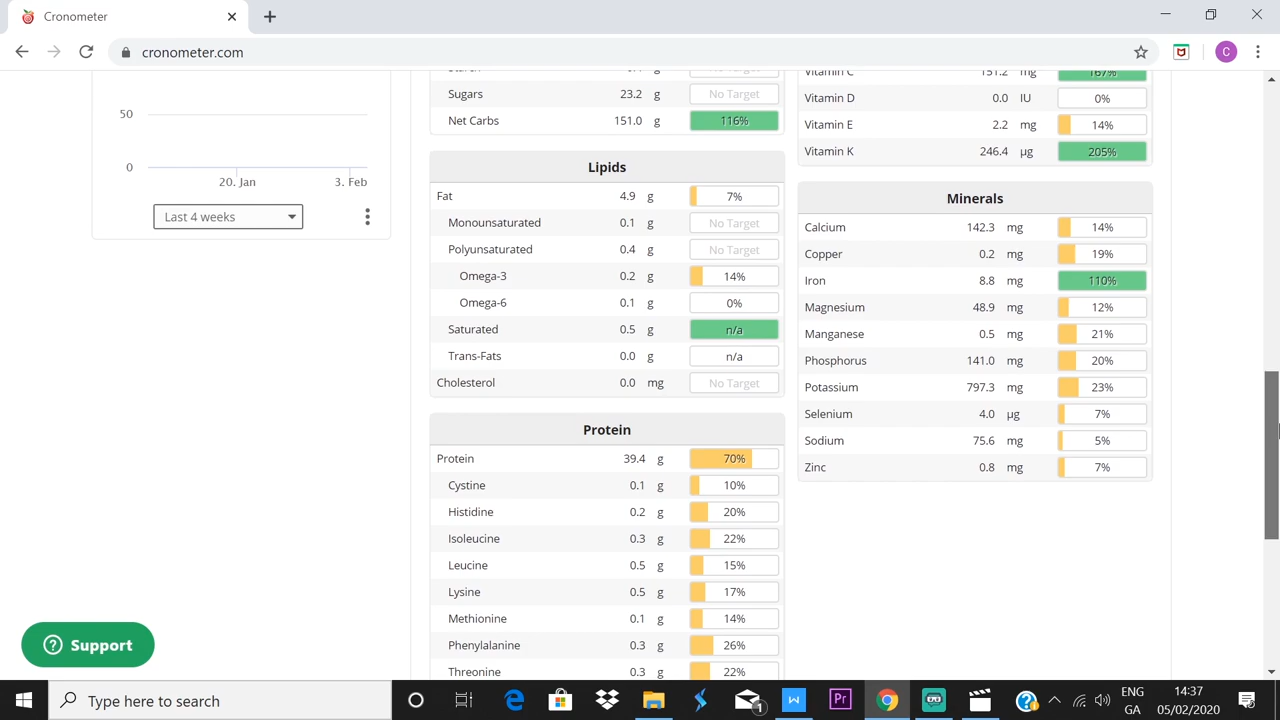 Cronometer
cronometer.com
C
50
0
20. Jan
3. Feb
Last 4 weeks
Sugars 23.2 g No Target
Net Carbs 151.0 g 116%
Lipids
Fat 4.9 g 7%
Monounsaturated 0.1 g No Target
Polyunsaturated 0.4 g No Target
Omega-3 0.2 g 14%
Omega-6 0.1 g 0%
Saturated 0.5 g n/a
Trans-Fats 0.0 g n/a
Cholesterol 0.0 mg No Target
Protein
Protein 39.4 g 70%
Cystine 0.1 g 10%
Histidine 0.2 g 20%
Isoleucine 0.3 g 22%
Leucine 0.5 g 15%
Lysine 0.5 g 17%
Methionine 0.1 g 14%
Phenylalanine 0.3 g 26%
Threonine 0.3 g 22%
Vitamin C 151.2 mg 167%
Vitamin D 0.0 IU 0%
Vitamin E 2.2 mg 14%
Vitamin K 246.4 µg 205%
Minerals
Calcium 142.3 mg 14%
Copper 0.2 mg 19%
Iron 8.8 mg 110%
Magnesium 48.9 mg 12%
Manganese 0.5 mg 21%
Phosphorus 141.0 mg 20%
Potassium 797.3 mg 23%
Selenium 4.0 µg 7%
Sodium 75.6 mg 5%
Zinc 0.8 mg 7%
Support
Type here to search
1
Pr
ENG
GA
14:37
05/02/2020